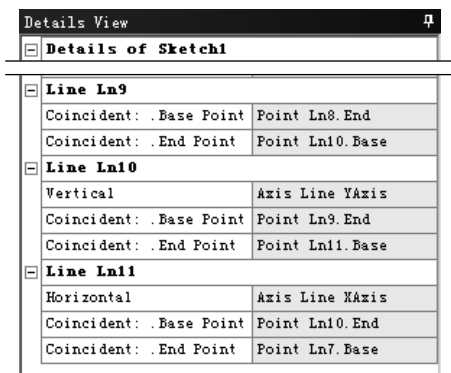 Details View
Details of Sketch1
Line Ln9
Coincident: .Base Point Point Ln8.End
Coincident: .End Point Point Ln10.Base
Line Ln10
Vertical Axis Line YAxis
Coincident: .Base Point Point Ln9.End
Coincident: .End Point Point Ln11.Base
Line Ln11
Horizontal Axis Line XAxis
Coincident: .Base Point Point Ln10.End
Coincident: .End Point Point Ln7.Base